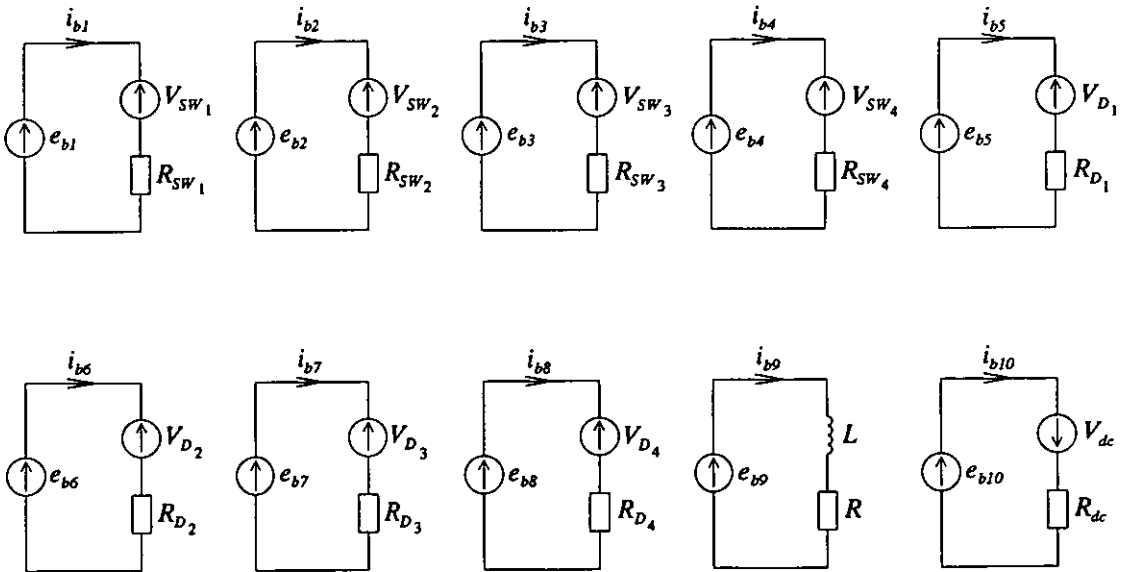 i_b1 i_b2 i_b3 i_b4 i_b5
V_SW1 V_SW2 V_SW3 V_SW4 V_D1
e_b1 e_b2 e_b3 e_b4 e_b5
R_SW1 R_SW2 R_SW3 R_SW4 R_D1
i_b6 i_b7 i_b8 i_b9 i_b10
V_D2 V_D3 V_D4 L V_dc
e_b6 e_b7 e_b8 e_b9 e_b10
R_D2 R_D3 R_D4 R R_dc